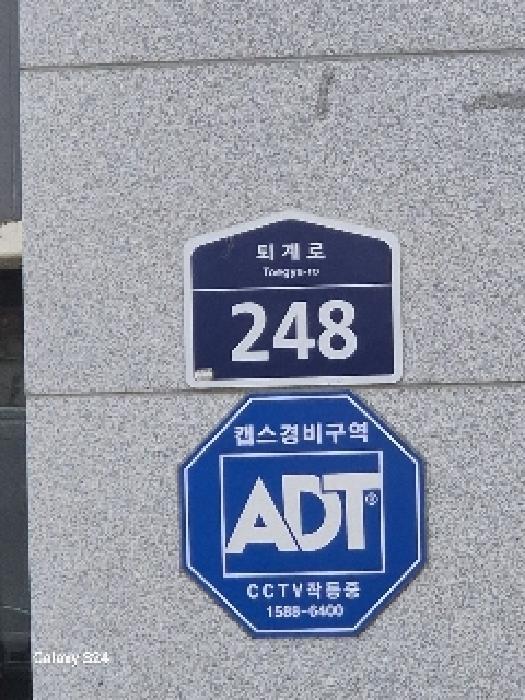 퇴계로
Toegye-ro
248
캡스경비구역
ADT®
CCTV작동중
1588-6400
Galaxy S24